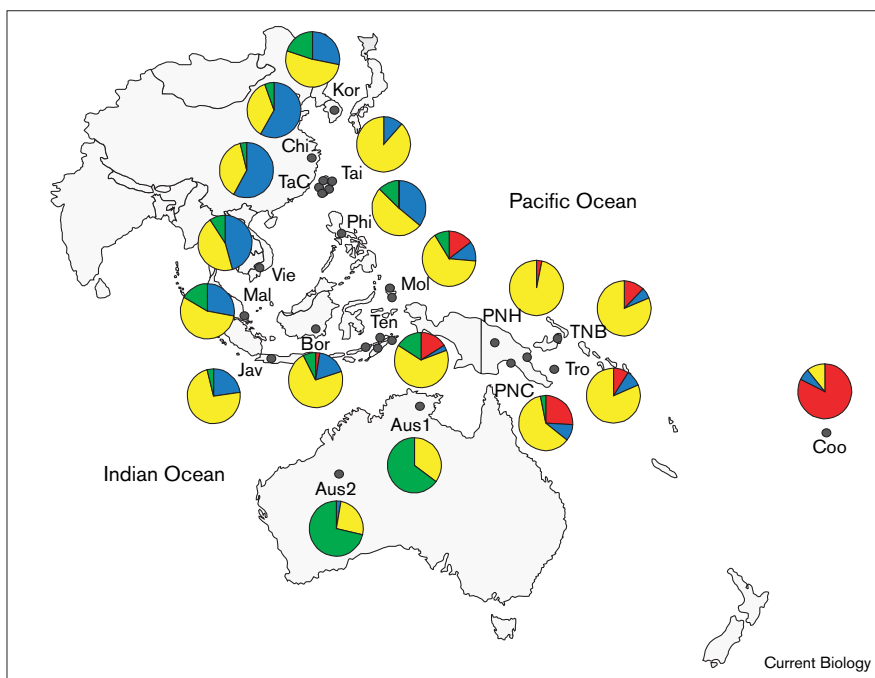 Kor
Chi
TaC
Tai
Pacific Ocean
Phi
Vie
Mol
Mal
PNH
TNB
Ten
Bor
Jav
Tro
PNC
Aus1
Coo
Indian Ocean
Aus2
Current Biology